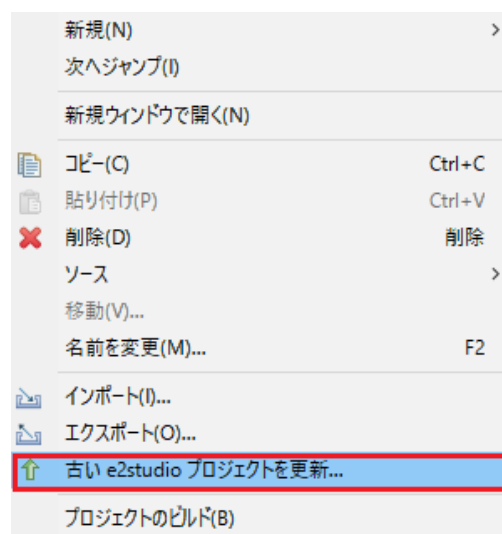 新規(N) >
次へジャンプ(I)
新規ウィンドウで開く(N)
コピー(C) Ctrl+C
貼り付け(P) Ctrl+V
削除(D) 削除
ソース >
移動(V)...
名前を変更(M)... F2
インポート(I)...
エクスポート(O)...
古い e2studio プロジェクトを更新...
プロジェクトのビルド(B)